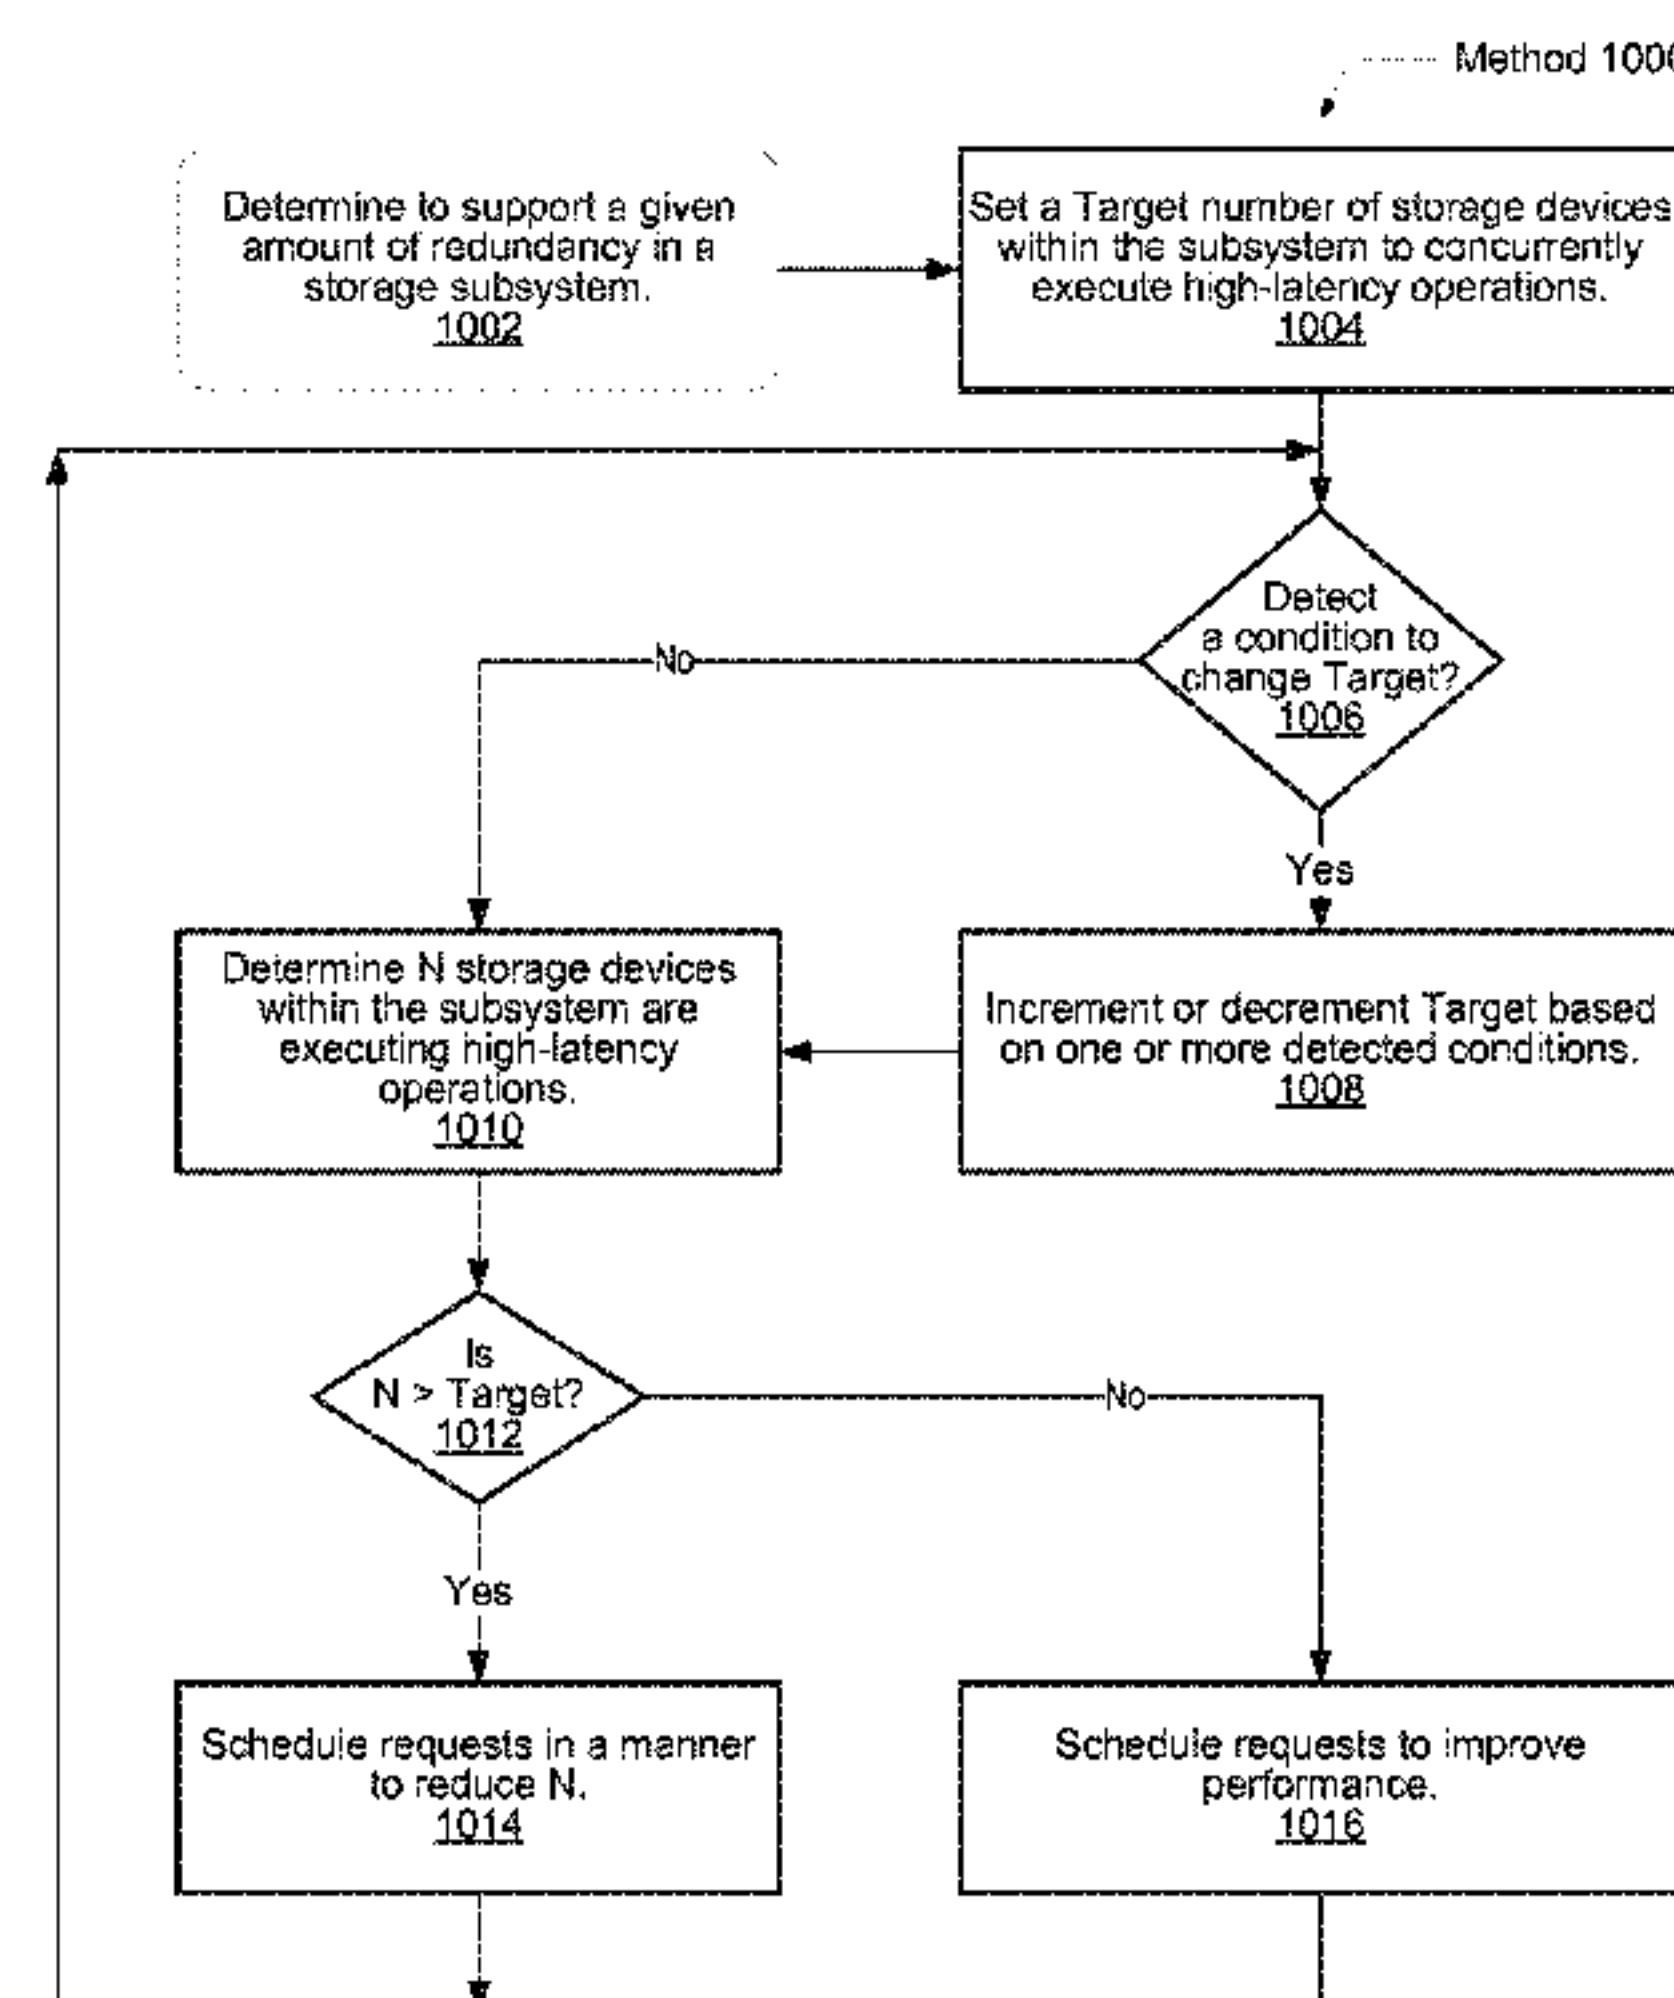 Method 1000
Determine to support a given
amount of redundancy in a
storage subsystem.
1002
Set a Target number of storage devices
within the subsystem to concurrently
execute high-latency operations.
1004
Detect
a condition to
change Target?
1006
No
Yes
Determine N storage devices
within the subsystem are
executing high-latency
operations.
1010
Increment or decrement Target based
on one or more detected conditions.
1008
Is
N > Target?
1012
No
Yes
Schedule requests in a manner
to reduce N.
1014
Schedule requests to improve
performance.
1016